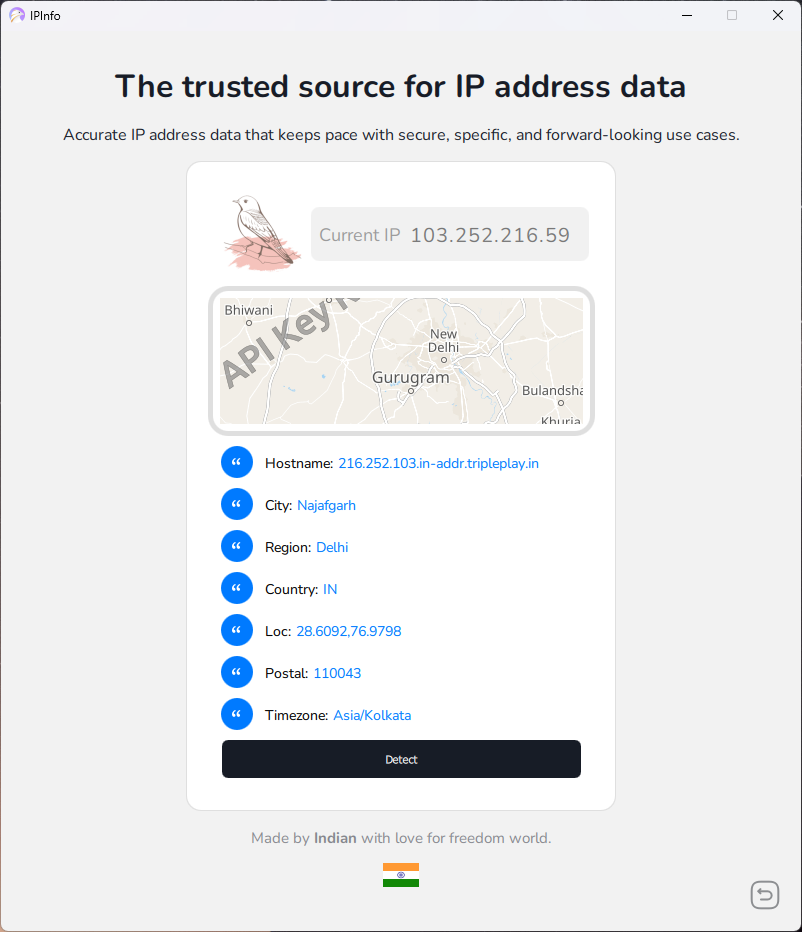 IPInfo
The trusted source for IP address data
Accurate IP address data that keeps pace with secure, specific, and forward-looking use cases.
Current IP 103.252.216.59
Bhiwani
API Key
New
Delhi
Gurugram
Hostname: 216.252.103.in-addr.tripleplay.in
City: Najafgarh
Region: Delhi
Country: IN
Loc: 28.6092,76.9798
Postal: 110043
Timezone: Asia/Kolkata
Detect
Made by Indian with love for freedom world.